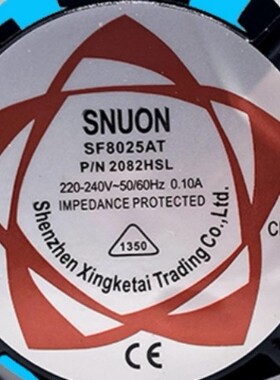 SNUON
SF8025AT
P/N 2082HSL
220-240V~50/60Hz 0.10A
IMPEDANCE PROTECTED
Shenzhen Xingketai Trading Co.,Ltd.
1350
CE